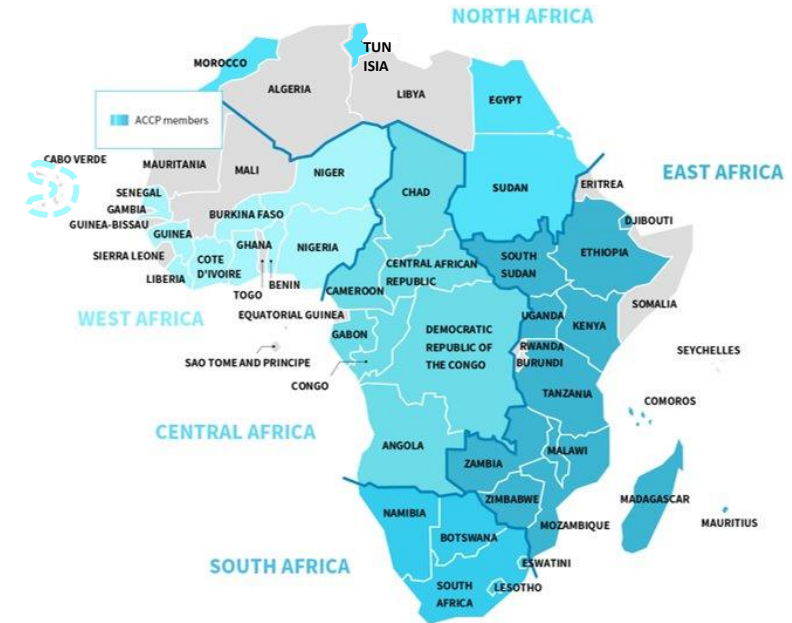 NORTH AFRICA
TUN
ISIA
MOROCCO
ALGERIA
LIBYA
EGYPT
ACCP members
CABO VERDE
MAURITANIA
MALI
NIGER
CHAD
SUDAN
ERITREA
EAST AFRICA
SENEGAL
GAMBIA
GUINEA-BISSAU
GUINEA
BURKINA FASO
DJIBOUTI
SIERRA LEONE
LIBERIA
COTE
D'IVOIRE
GHANA
NIGERIA
TOGO
BENIN
CENTRAL AFRICAN
REPUBLIC
SOUTH
SUDAN
ETHIOPIA
CAMEROON
SOMALIA
WEST AFRICA
EQUATORIAL GUINEA
GABON
DEMOCRATIC
REPUBLIC OF
THE CONGO
UGANDA
KENYA
RWANDA
BURUNDI
SEYCHELLES
SAO TOME AND PRINCIPE
CONGO
TANZANIA
COMOROS
CENTRAL AFRICA
ANGOLA
ZAMBIA
MALAWI
NAMIBIA
ZIMBABWE
MOZAMBIQUE
MADAGASCAR
MAURITIUS
BOTSWANA
SOUTH AFRICA
ESWATINI
SOUTH
AFRICA
LESOTHO